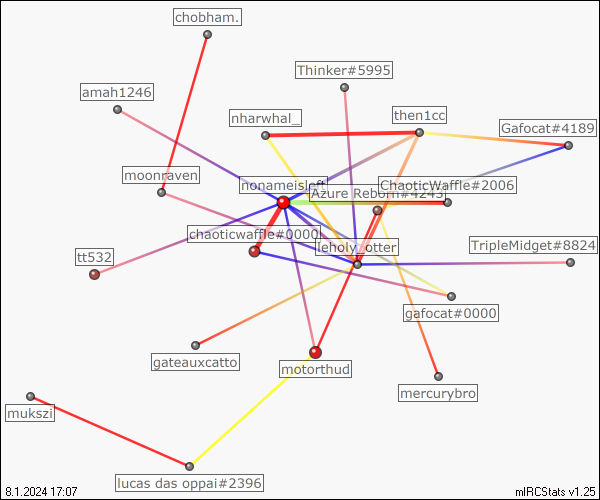 chobham.
Thinker#5995
amah1246
nharwhal_
then1cc
Gafocat#4189
moonraven
nonameisleft
Azure Reborn#4243
ChaoticWaffle#2006
chaoticwaffle#0000
leholy_otter
TripleMidget#8824
tt532
gafocat#0000
gateauxcatto
motorthud
mercurybro
mukszi
lucas das oppai#2396
8.1.2024 17:07
mIRCStats v1.25